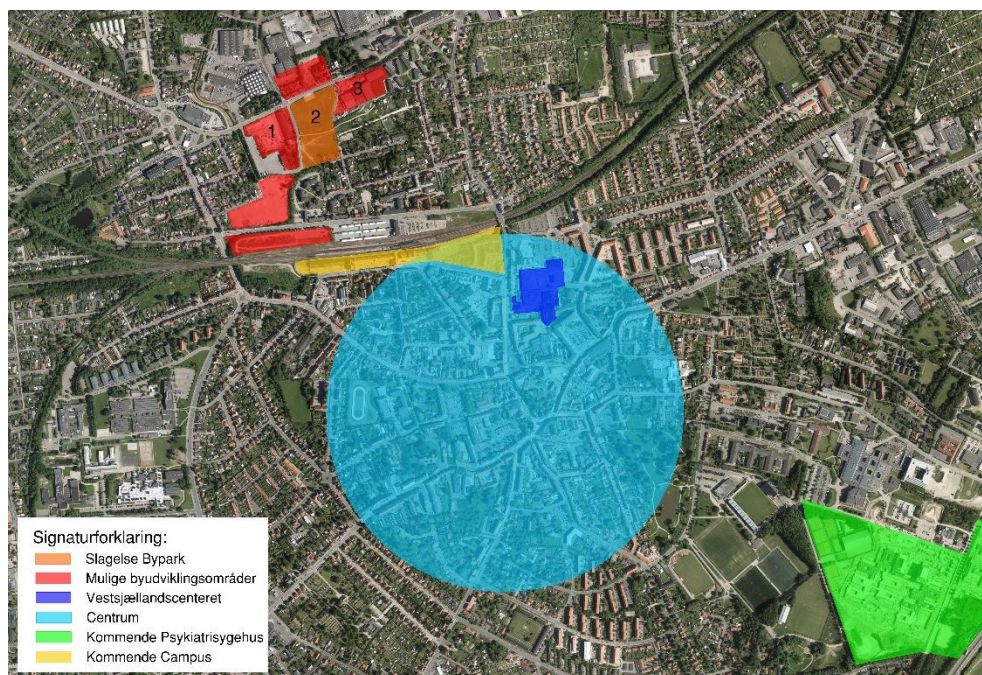 3
2
1
Signaturforklaring:
Slagelse Bypark
Mulige byudviklingsområder
Vestsjællandscenteret
Centrum
Kommende Psykiatrisygehus
Kommende Campus